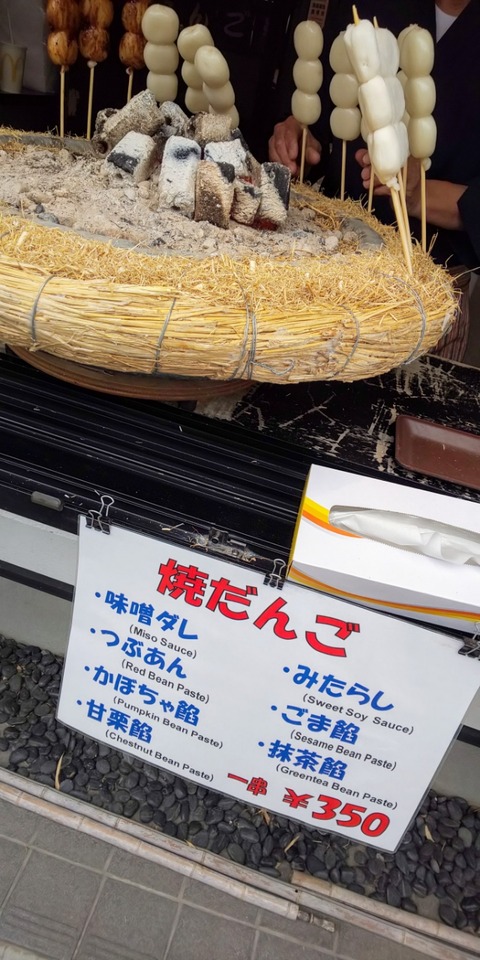 焼だんご
・味噌ダレ
(Miso Sauce)
・つぶあん
(Red Bean Paste)
・かぼちゃ餡
(Pumpkin Bean Paste)
・甘栗餡
(Chestnut Bean Paste)
・みたらし
(Sweet Soy Sauce)
・ごま餡
(Sesame Bean Paste)
・抹茶餡
(Greentea Bean Paste)
一串 ¥350